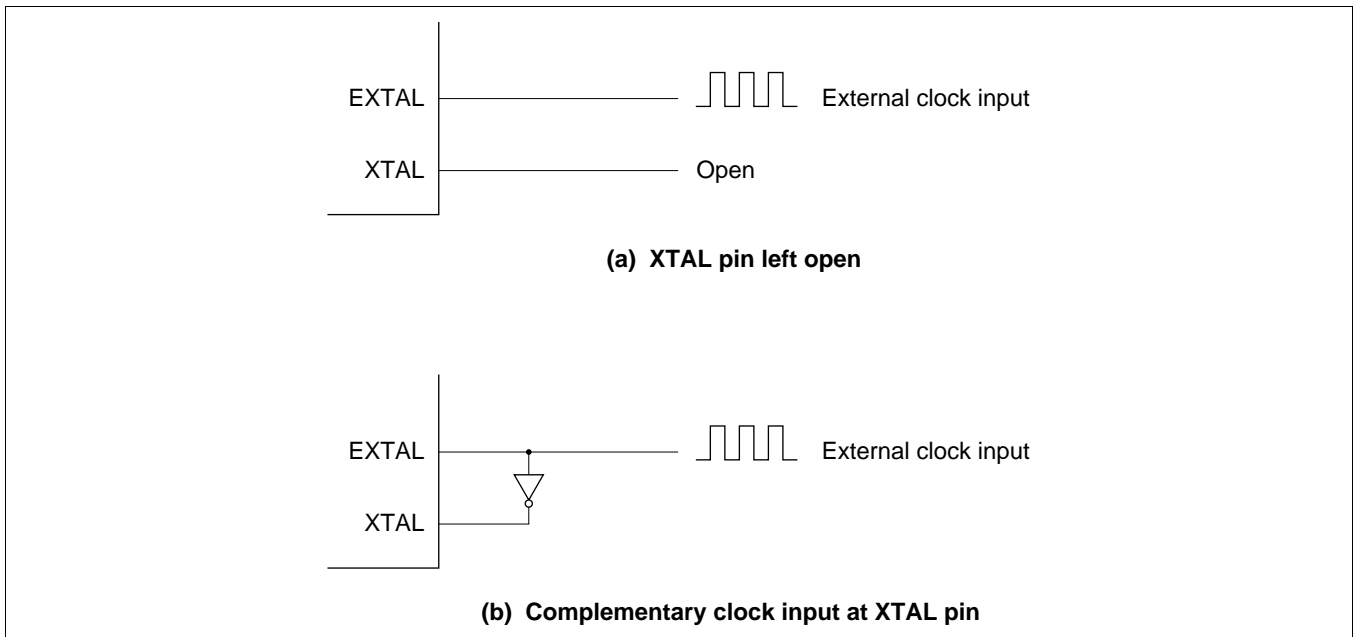 EXTAL
External clock input
XTAL
Open
(a) XTAL pin left open
EXTAL
External clock input
XTAL
(b) Complementary clock input at XTAL pin